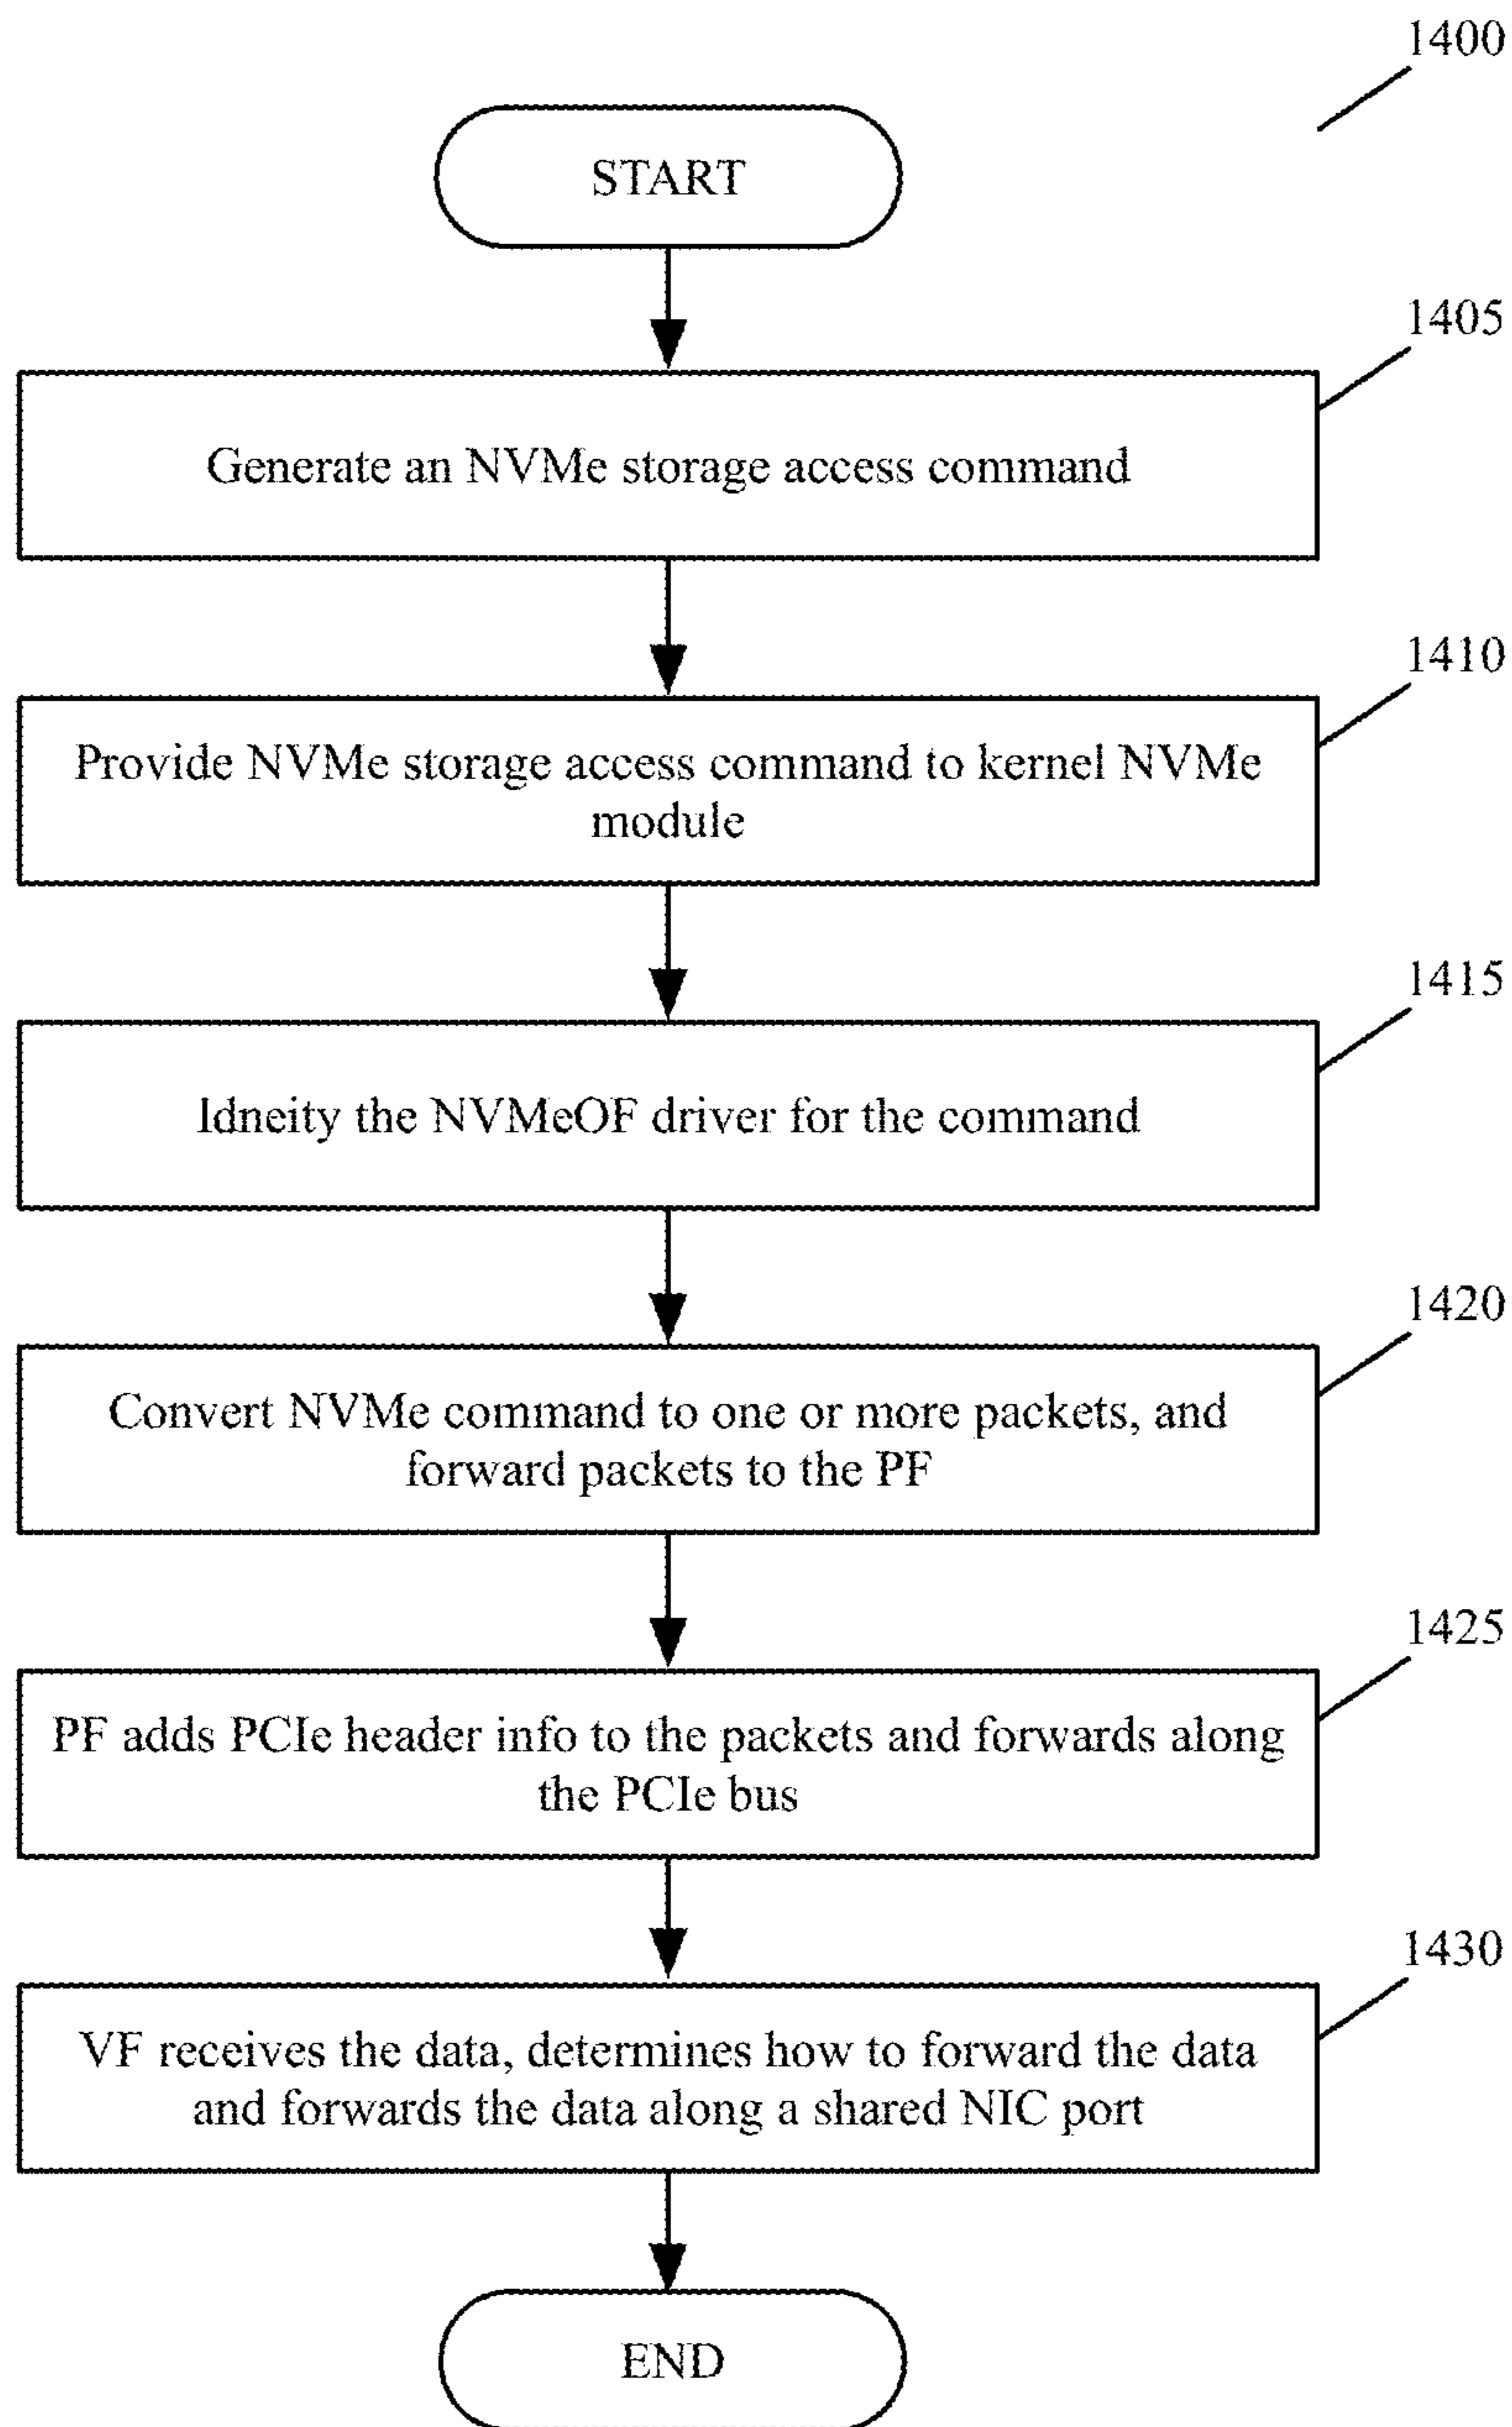 1400
START
1405
Generate an NVMe storage access command
1410
Provide NVMe storage access command to kernel NVMe
module
1415
Idneity the NVMeOF driver for the command
1420
Convert NVMe command to one or more packets, and
forward packets to the PF
1425
PF adds PCIe header info to the packets and forwards along
the PCIe bus
1430
VF receives the data, determines how to forward the data
and forwards the data along a shared NIC port
END